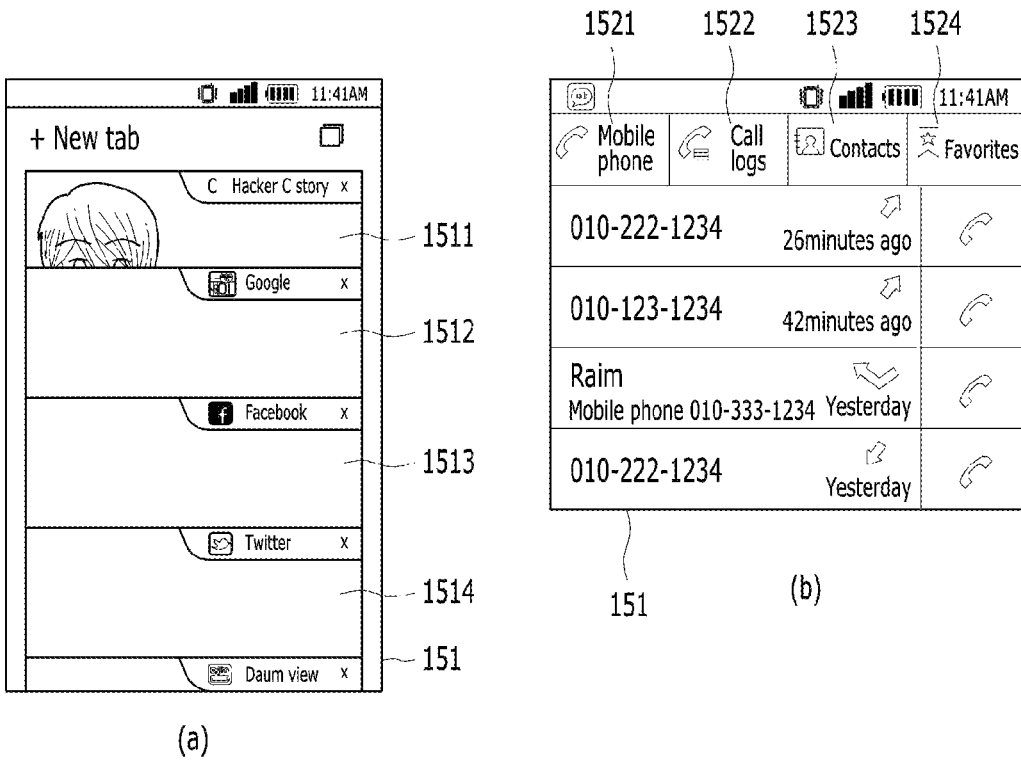 11:41AM
+ New tab
C Hacker C story x
1511
Google x
1512
Facebook x
1513
Twitter x
1514
151
Daum view x
(a)
1521 1522 1523 1524
11:41AM
Mobile phone
Call logs
Contacts
Favorites
010-222-1234
26minutes ago
010-123-1234
42minutes ago
Raim
Mobile phone 010-333-1234 Yesterday
010-222-1234
Yesterday
151
(b)